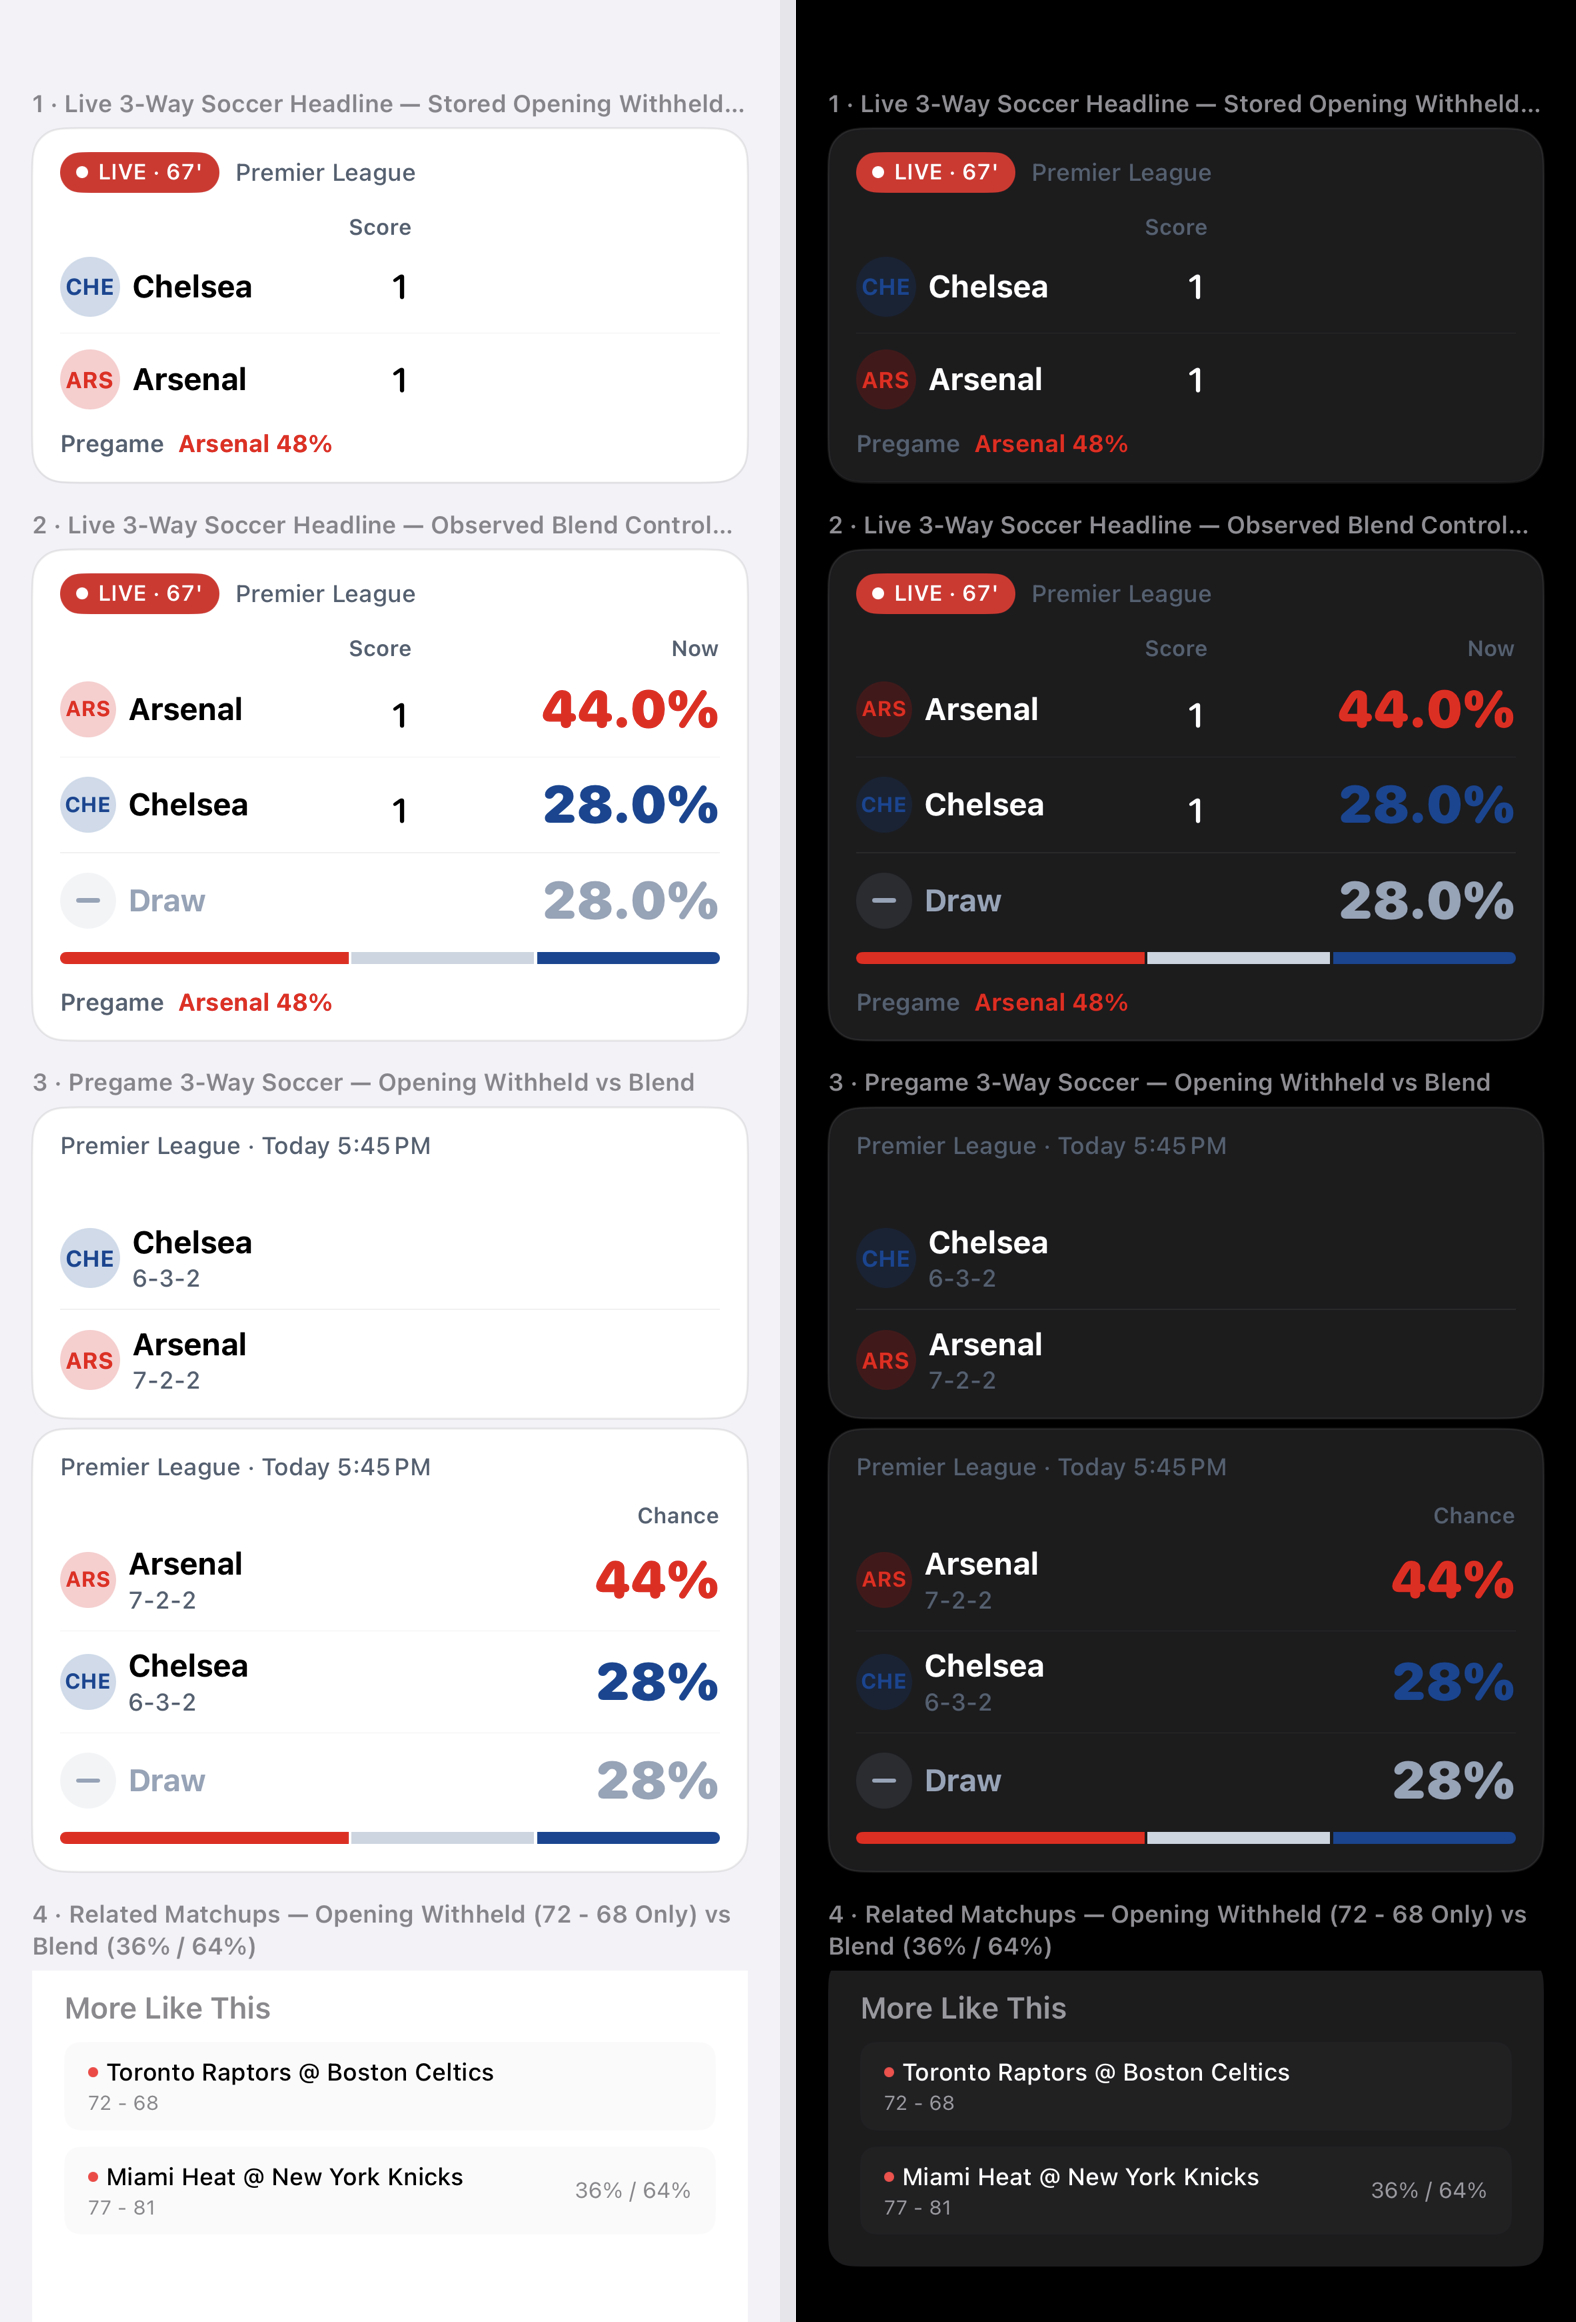 1 · Live 3-Way Soccer Headline — Stored Opening Withheld...
LIVE · 67'  Premier League
Score
CHE Chelsea 1
ARS Arsenal 1
Pregame Arsenal 48%
2 · Live 3-Way Soccer Headline — Observed Blend Control...
LIVE · 67'  Premier League
Score Now
ARS Arsenal 1 44.0%
CHE Chelsea 1 28.0%
Draw 28.0%
Pregame Arsenal 48%
3 · Pregame 3-Way Soccer — Opening Withheld vs Blend
Premier League · Today 5:45 PM
CHE Chelsea
6-3-2
ARS Arsenal
7-2-2
Premier League · Today 5:45 PM
Chance
ARS Arsenal 44%
7-2-2
CHE Chelsea 28%
6-3-2
Draw 28%
4 · Related Matchups — Opening Withheld (72 - 68 Only) vs
Blend (36% / 64%)
More Like This
Toronto Raptors @ Boston Celtics
72 - 68
Miami Heat @ New York Knicks 36% / 64%
77 - 81
1 · Live 3-Way Soccer Headline — Stored Opening Withheld...
LIVE · 67'  Premier League
Score
CHE Chelsea 1
ARS Arsenal 1
Pregame Arsenal 48%
2 · Live 3-Way Soccer Headline — Observed Blend Control...
LIVE · 67'  Premier League
Score Now
ARS Arsenal 1 44.0%
CHE Chelsea 1 28.0%
Draw 28.0%
Pregame Arsenal 48%
3 · Pregame 3-Way Soccer — Opening Withheld vs Blend
Premier League · Today 5:45 PM
CHE Chelsea
6-3-2
ARS Arsenal
7-2-2
Premier League · Today 5:45 PM
Chance
ARS Arsenal 44%
7-2-2
CHE Chelsea 28%
6-3-2
Draw 28%
4 · Related Matchups — Opening Withheld (72 - 68 Only) vs
Blend (36% / 64%)
More Like This
Toronto Raptors @ Boston Celtics
72 - 68
Miami Heat @ New York Knicks 36% / 64%
77 - 81